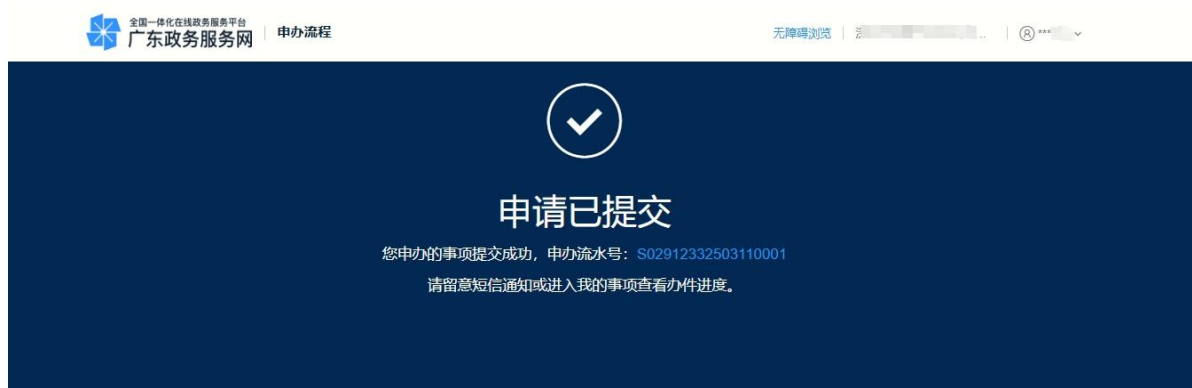 全国一体化在线政务服务平台
广东政务服务网
申办流程
无障碍浏览
***
申请已提交
您申办的事项提交成功，申办流水号：S02912332503110001
请留意短信通知或进入我的事项查看办件进度。